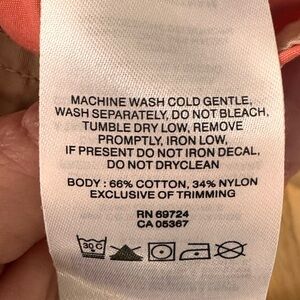 MACHINE WASH COLD GENTLE,
WASH SEPARATELY, DO NOT BLEACH,
TUMBLE DRY LOW, REMOVE
PROMPTLY, IRON LOW,
IF PRESENT DO NOT IRON DECAL,
DO NOT DRYCLEAN
BODY : 66% COTTON, 34% NYLON
EXCLUSIVE OF TRIMMING
RN 69724
CA 05367
30°C